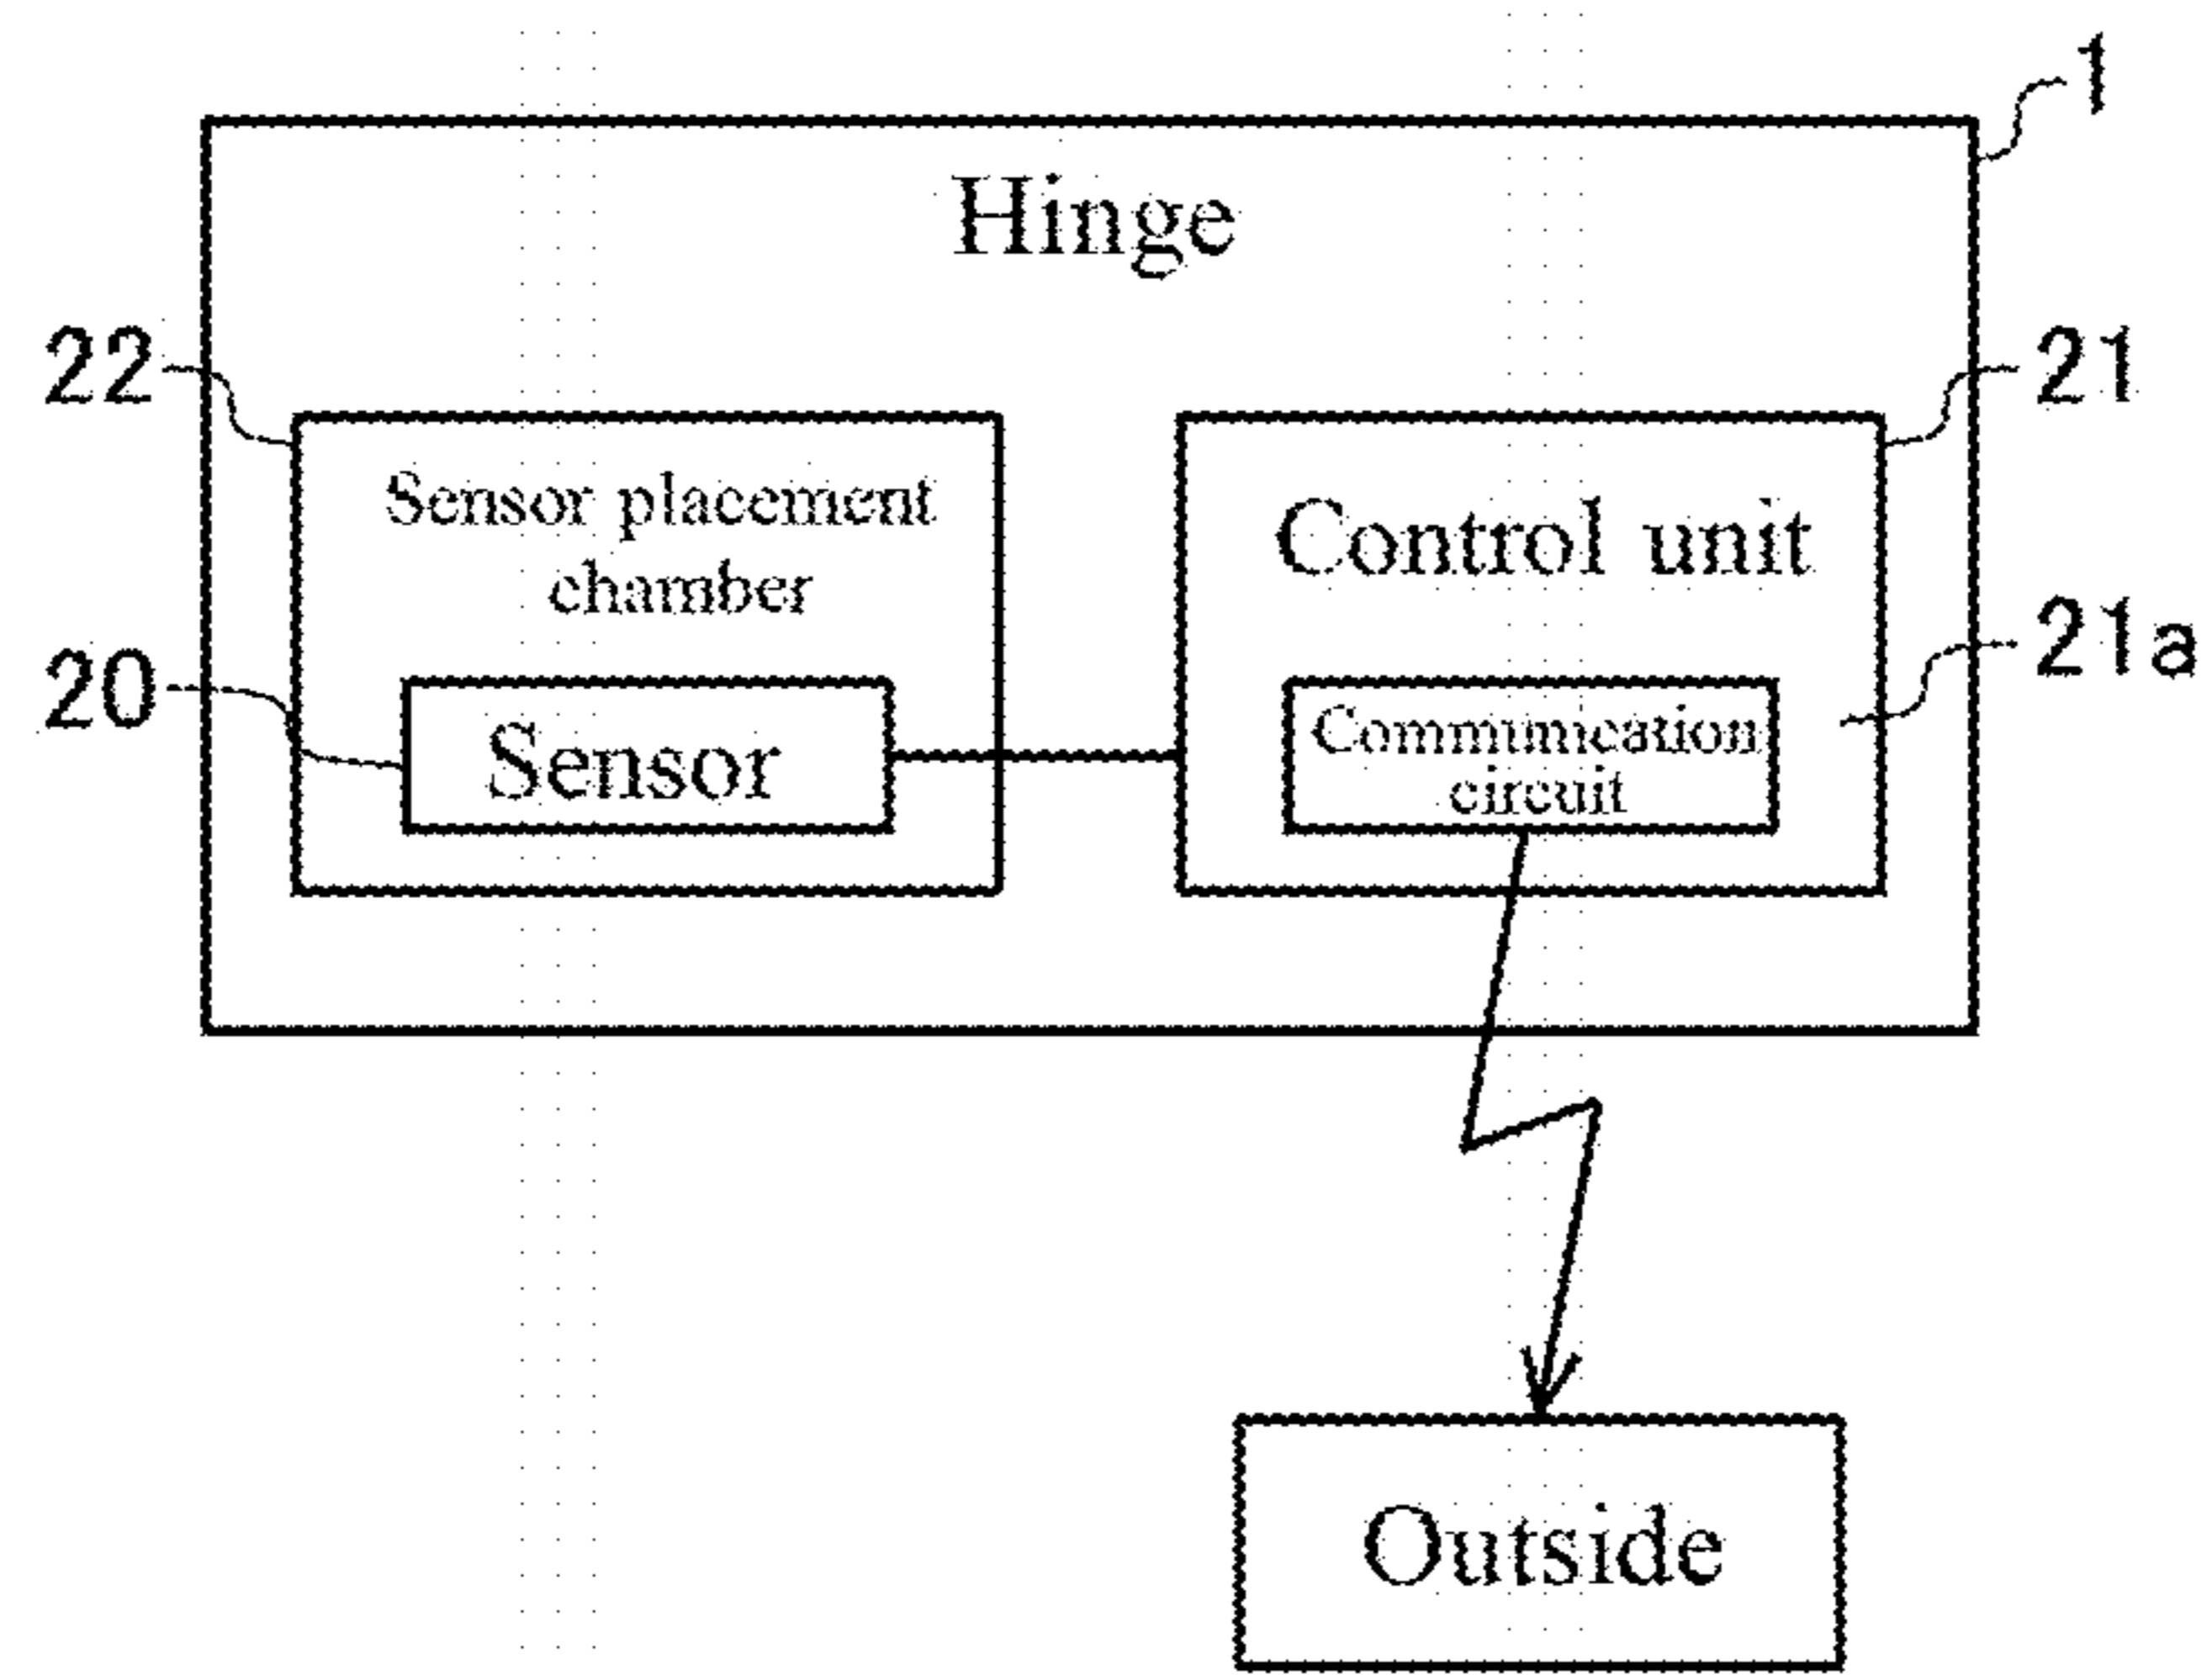 1
Hinge
22
21
Sensor placement
chamber
Control unit
20
21a
Sensor
Communication
circuit
Outside